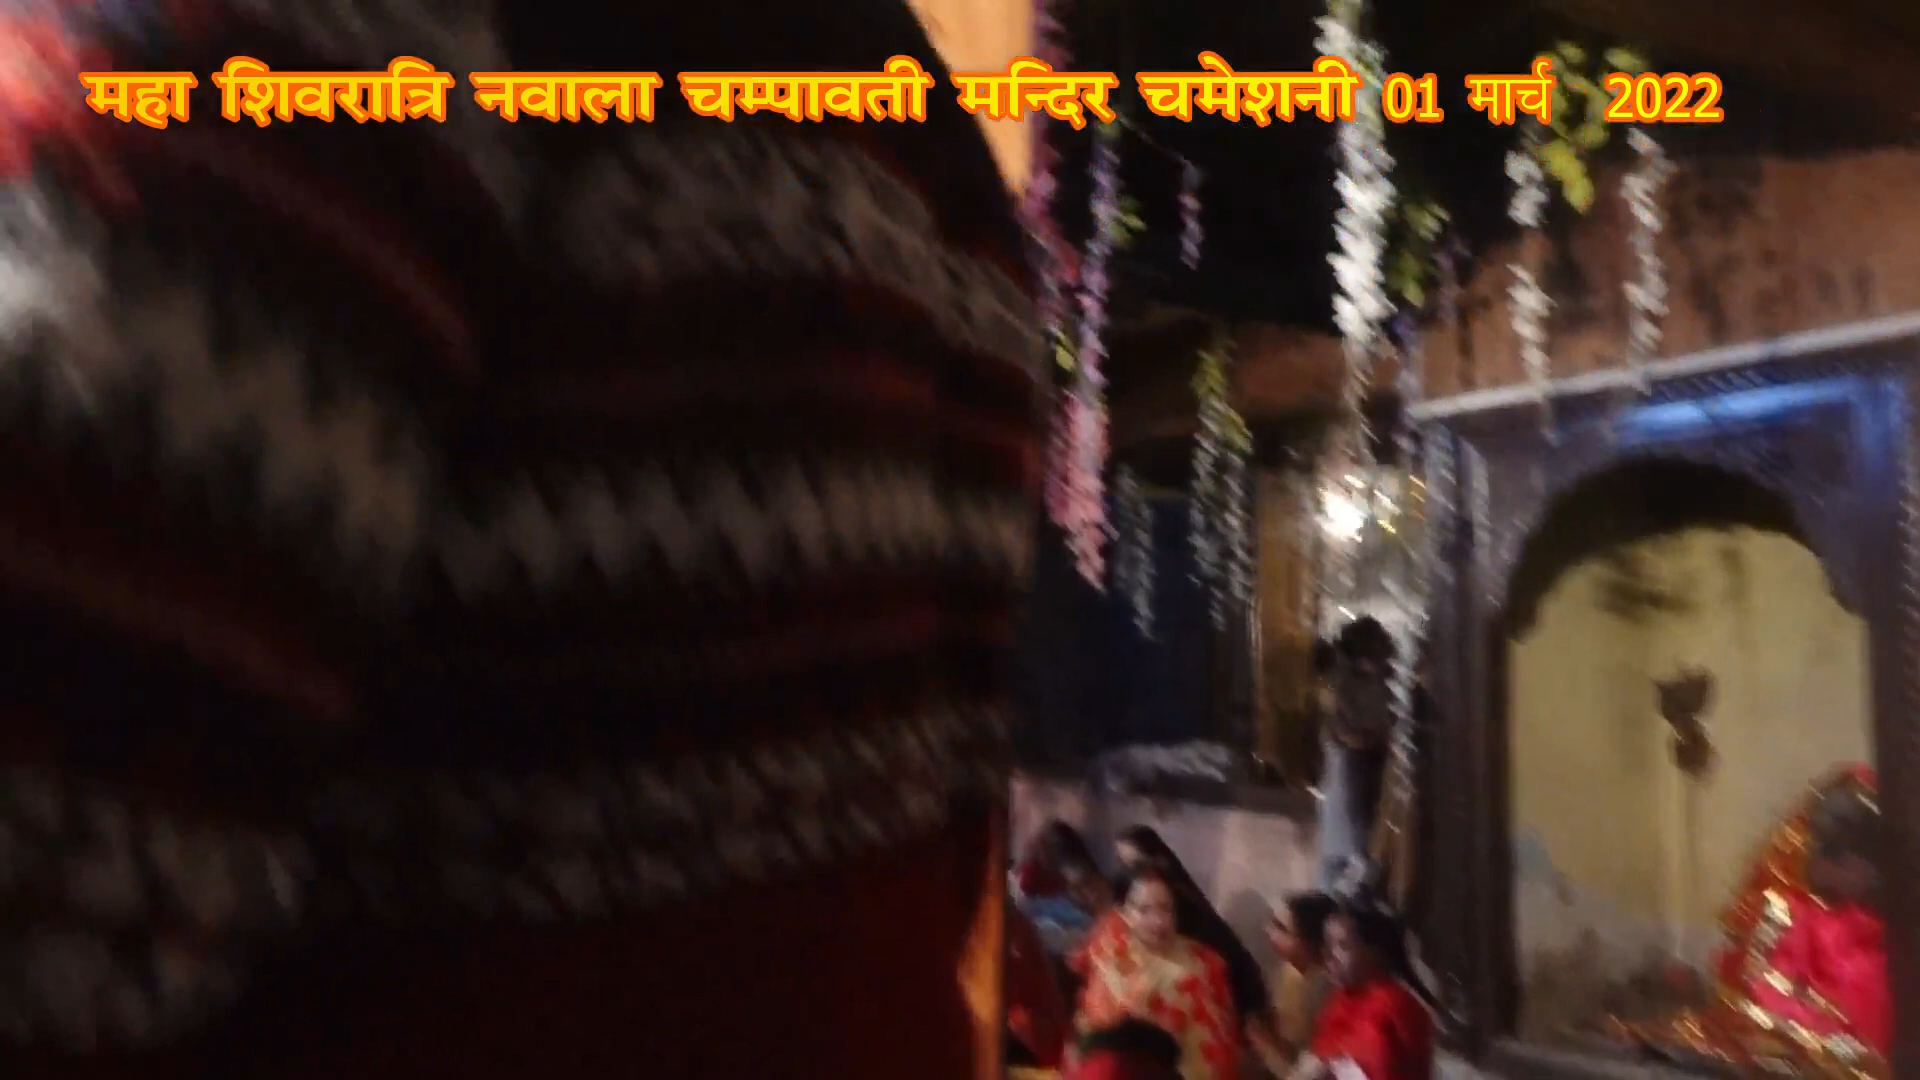 महा शिवरात्रि नवाला चम्पावती मन्दिर चमेशनी 01 मार्च 2022